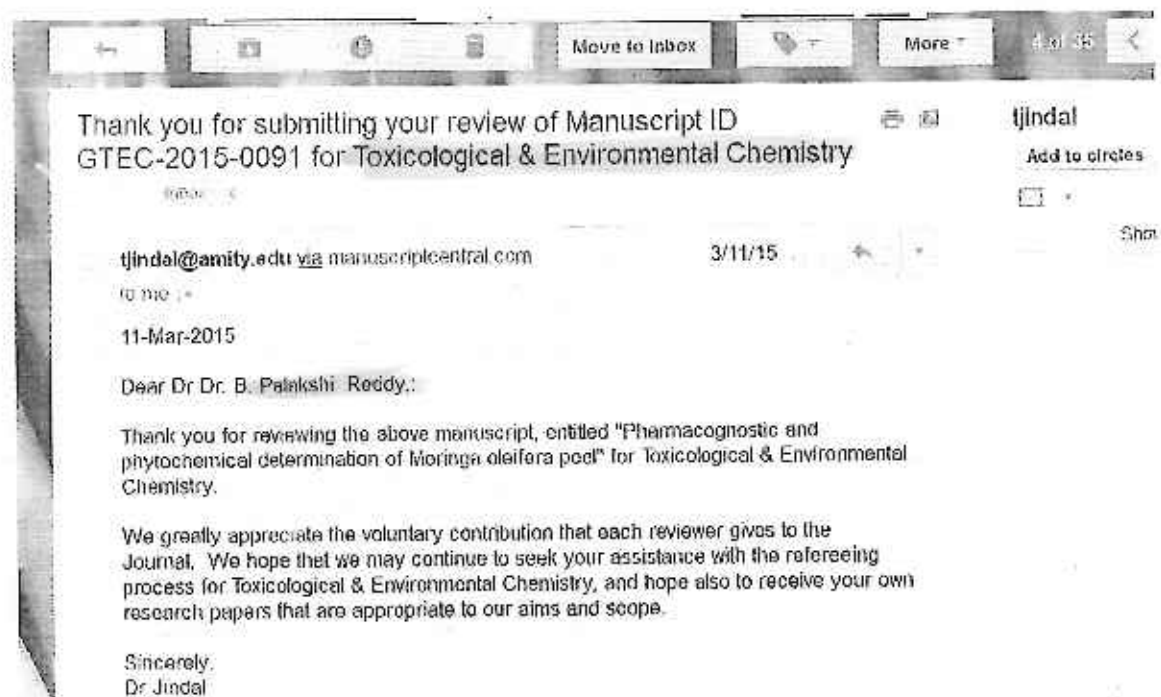 Move to Inbox
More
Thank you for submitting your review of Manuscript ID
GTEC-2015-0091 for Toxicological & Environmental Chemistry
tjindal
Add to circles
tjindal@amity.edu via manuscriptcentral.com
3/11/15
to me
11-Mar-2015
Dear Dr Dr. B. Palakshi Reddy,:
Thank you for reviewing the above manuscript, entitled "Pharmacognostic and
phytochemical determination of Moringa oleifera peel" for Toxicological & Environmental
Chemistry.
We greatly appreciate the voluntary contribution that each reviewer gives to the
Journal. We hope that we may continue to seek your assistance with the refereeing
process for Toxicological & Environmental Chemistry, and hope also to receive your own
research papers that are appropriate to our aims and scope.
Sincerely,
Dr Jindal